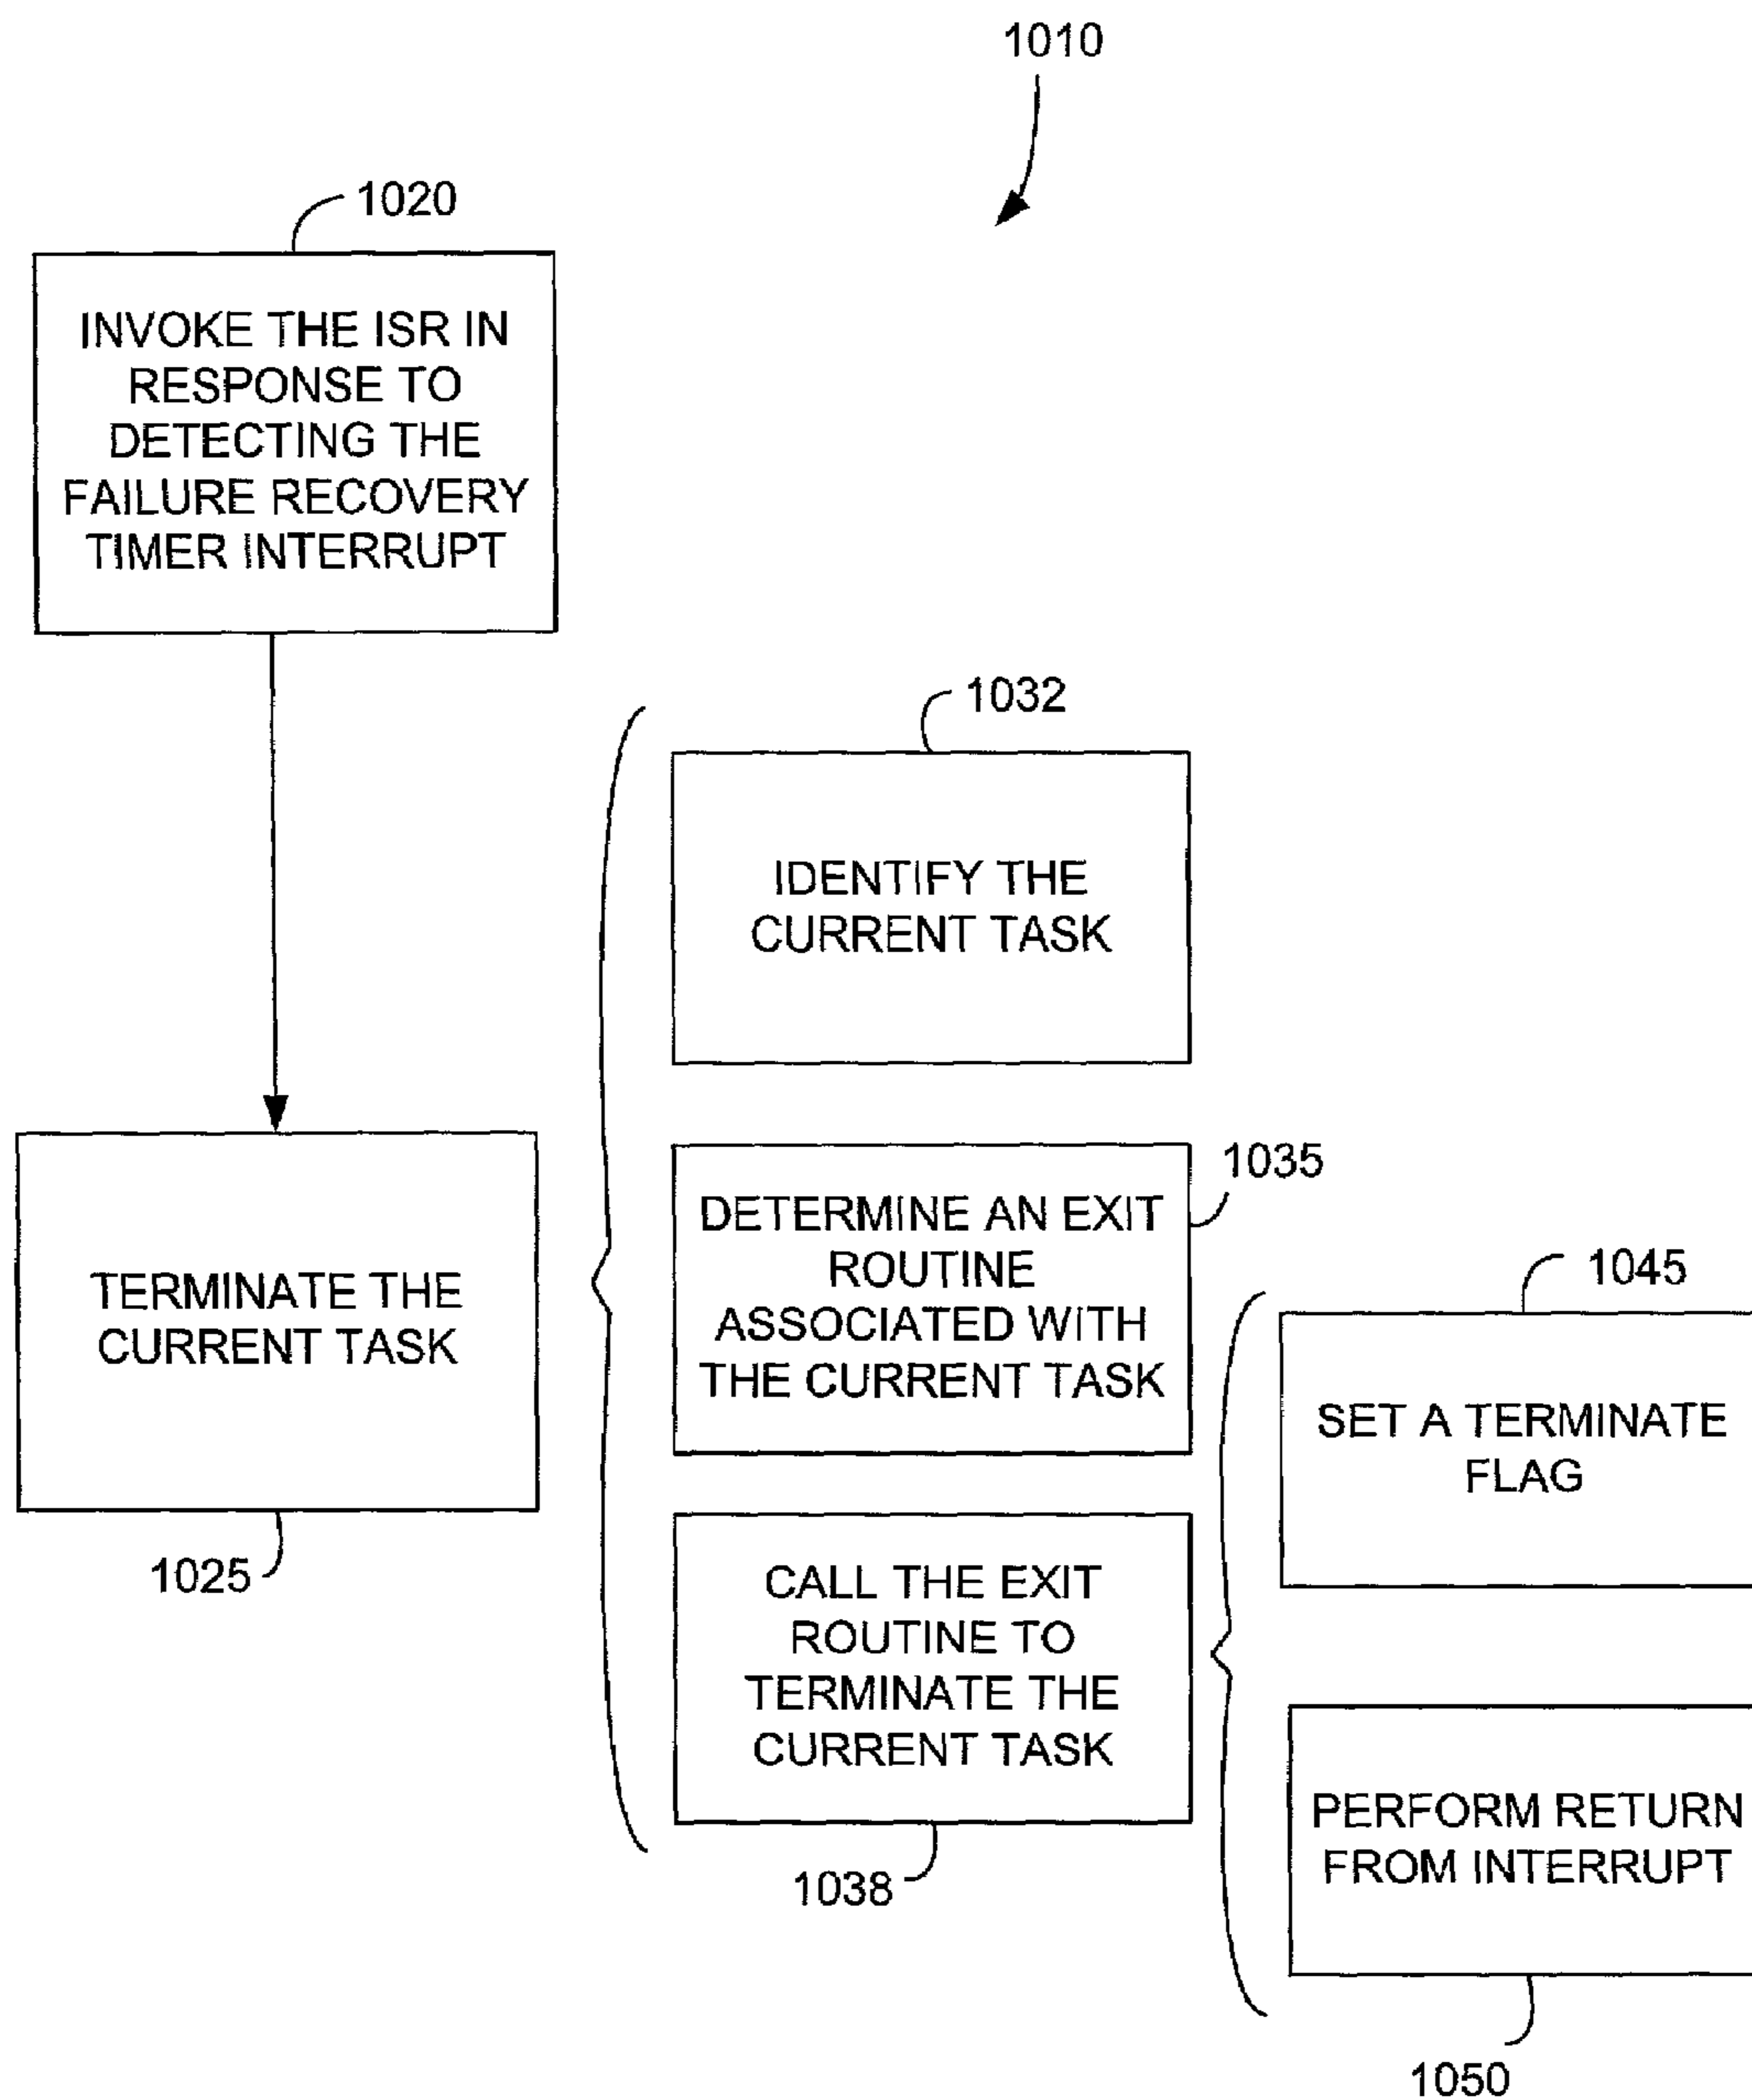 1010
1020
INVOKE THE ISR IN
RESPONSE TO
DETECTING THE
FAILURE RECOVERY
TIMER INTERRUPT
1032
IDENTIFY THE
CURRENT TASK
1035
DETERMINE AN EXIT
ROUTINE
ASSOCIATED WITH
THE CURRENT TASK
TERMINATE THE
CURRENT TASK
1025
1045
SET A TERMINATE
FLAG
CALL THE EXIT
ROUTINE TO
TERMINATE THE
CURRENT TASK
1038
PERFORM RETURN
FROM INTERRUPT
1050